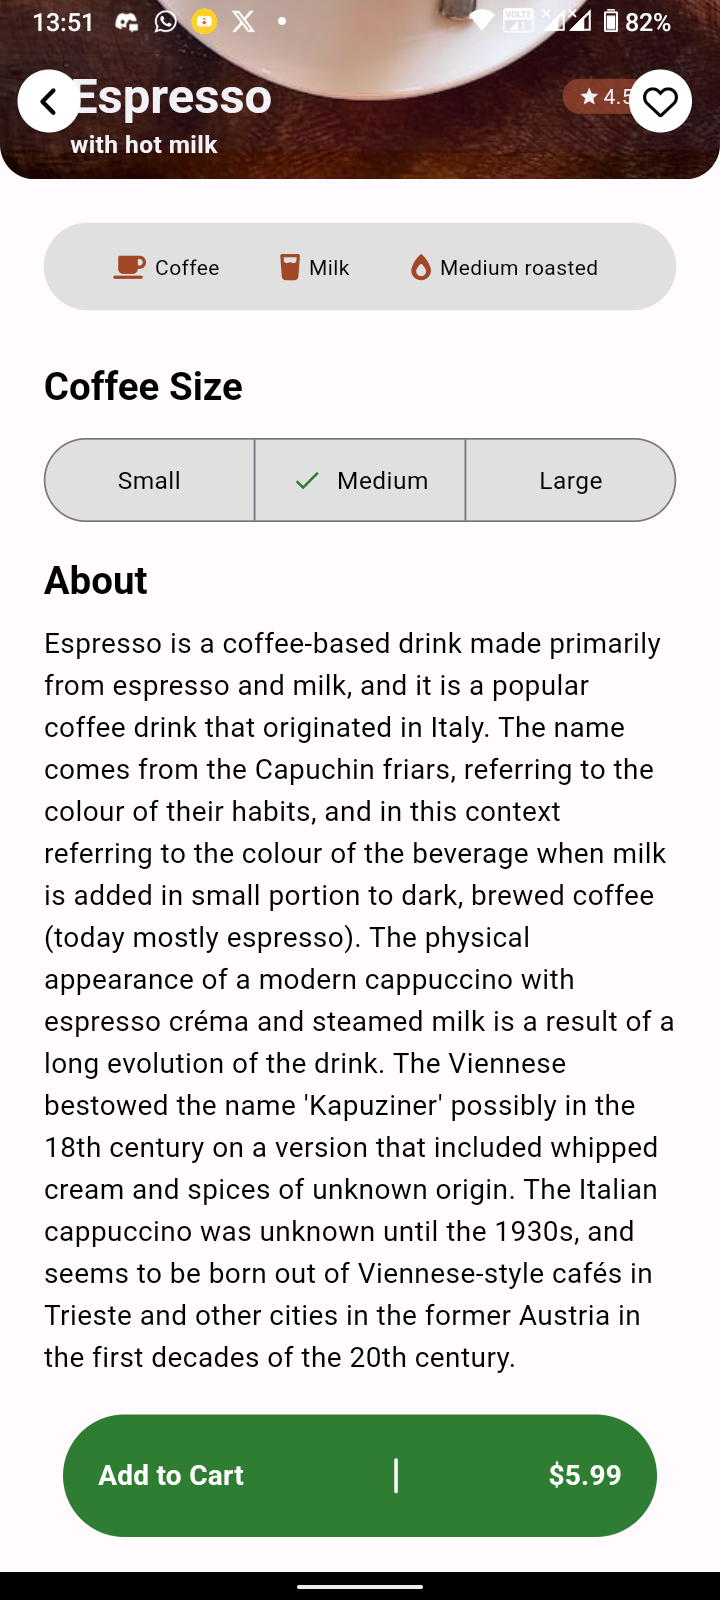 13:51
VOLTE
82%
Espresso
4.5
with hot milk
Coffee
Milk
Medium roasted
Coffee Size
Small
Medium
Large
About
Espresso is a coffee-based drink made primarily
from espresso and milk, and it is a popular
coffee drink that originated in Italy. The name
comes from the Capuchin friars, referring to the
colour of their habits, and in this context
referring to the colour of the beverage when milk
is added in small portion to dark, brewed coffee
(today mostly espresso). The physical
appearance of a modern cappuccino with
espresso créma and steamed milk is a result of a
long evolution of the drink. The Viennese
bestowed the name 'Kapuziner' possibly in the
18th century on a version that included whipped
cream and spices of unknown origin. The Italian
cappuccino was unknown until the 1930s, and
seems to be born out of Viennese-style cafés in
Trieste and other cities in the former Austria in
the first decades of the 20th century.
Add to Cart
$5.99